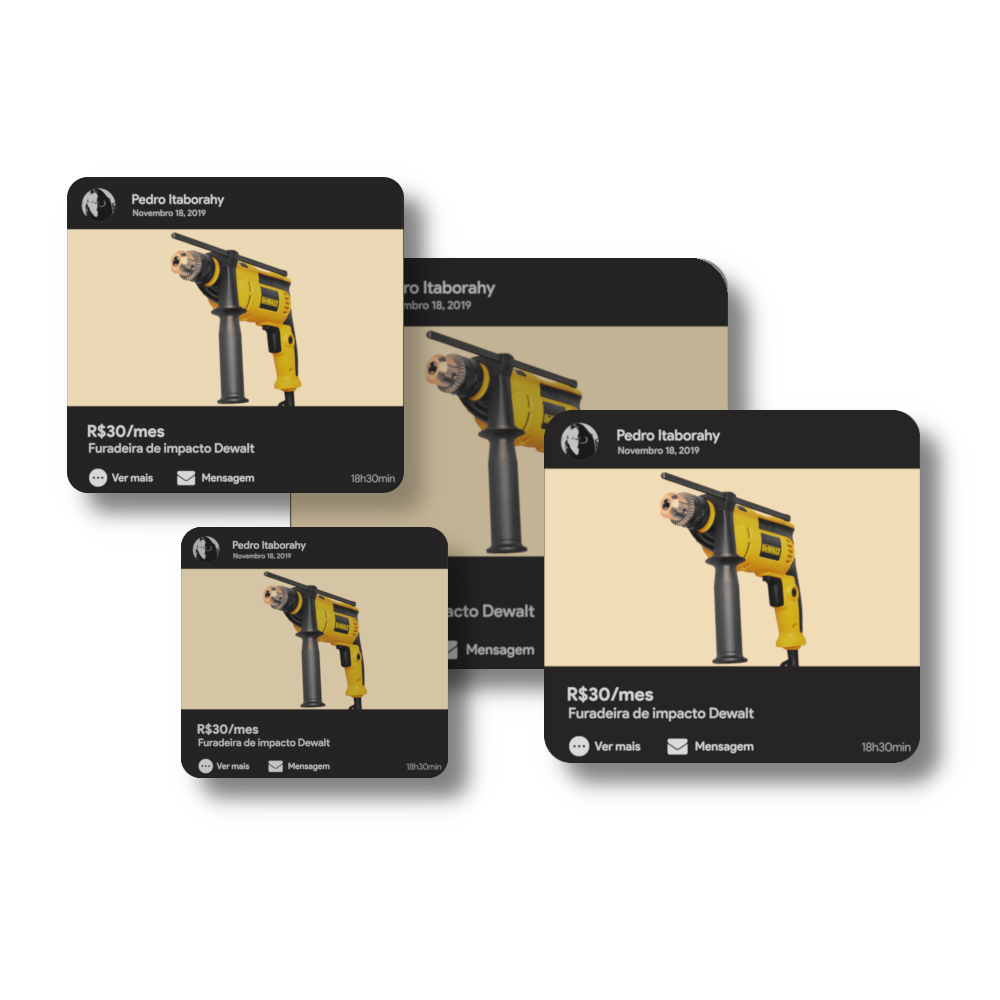 Pedro Itaborahy
Novembro 18, 2019
DEWALT
R$30/mes
Furadeira de impacto Dewalt
Ver mais
Mensagem
18h30min
ro Itaborahy
mbro 18, 2019
acto Dewalt
Mensagem
Pedro Itaborahy
Novembro 18, 2019
DEWALT
R$30/mes
Furadeira de impacto Dewalt
Ver mais
Mensagem
18h30min
Pedro Itaborahy
Novembro 18, 2019
DEWALT
R$30/mes
Furadeira de impacto Dewalt
Ver mais
Mensagem
18h30min